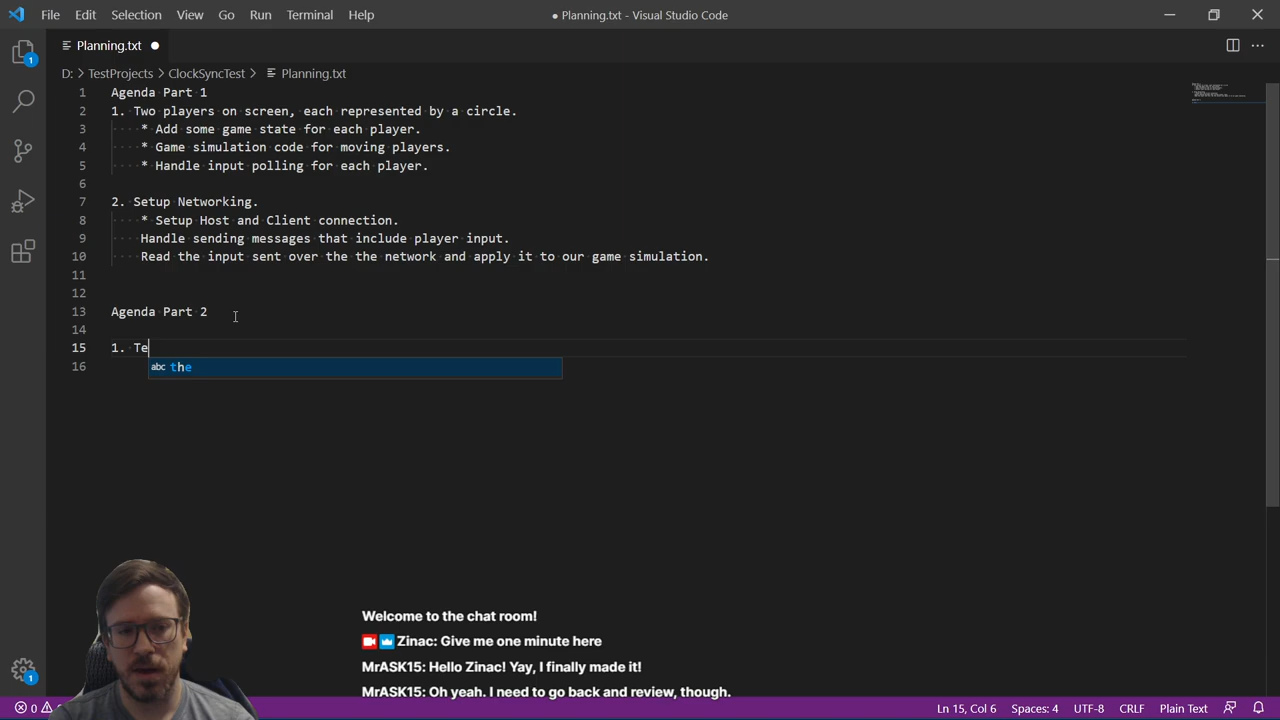 File Edit Selection View Go Run Terminal Help ● Planning.txt - Visual Studio Code
Planning.txt ●
D: > TestProjects > ClockSyncTest > Planning.txt
1 Agenda Part 1
2 1. Two players on screen, each represented by a circle.
3 * Add some game state for each player.
4 * Game simulation code for moving players.
5 * Handle input polling for each player.
6
7 2. Setup Networking.
8 * Setup Host and Client connection.
9 Handle sending messages that include player input.
10 Read the input sent over the the network and apply it to our game simulation.
11
12
13 Agenda Part 2
14
15 1. Te
abc the
16
Welcome to the chat room!
Zinac: Give me one minute here
MrASK15: Hello Zinac! Yay, I finally made it!
MrASK15: Oh yeah. I need to go back and review, though.
1
1
0
Ln 15, Col 6 Spaces: 4 UTF-8 CRLF Plain Text